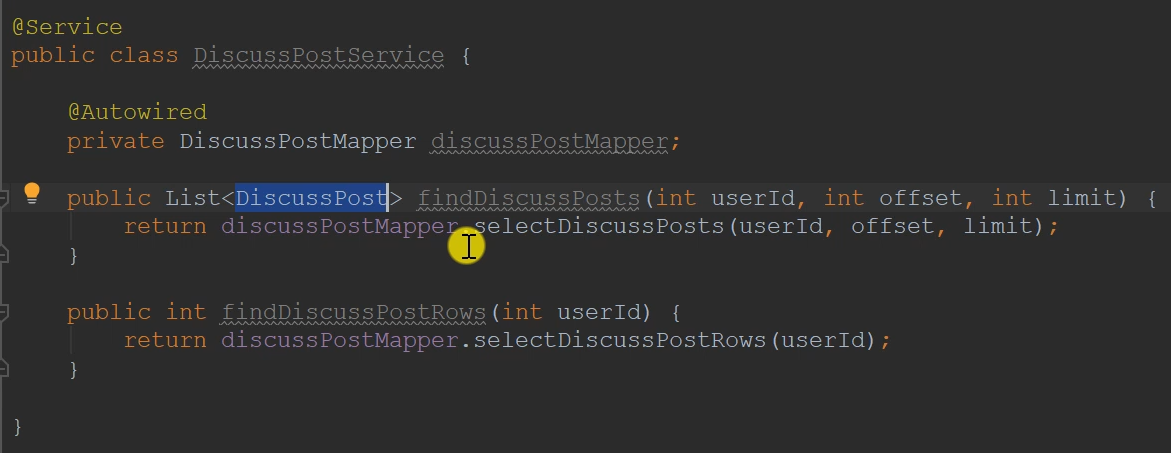 @Service
public class DiscussPostService {
@Autowired
private DiscussPostMapper discussPostMapper;
public List<DiscussPost> findDiscussPosts(int userId, int offset, int limit) {
return discussPostMapper.selectDiscussPosts(userId, offset, limit);
}
public int findDiscussPostRows(int userId) {
return discussPostMapper.selectDiscussPostRows(userId);
}
}